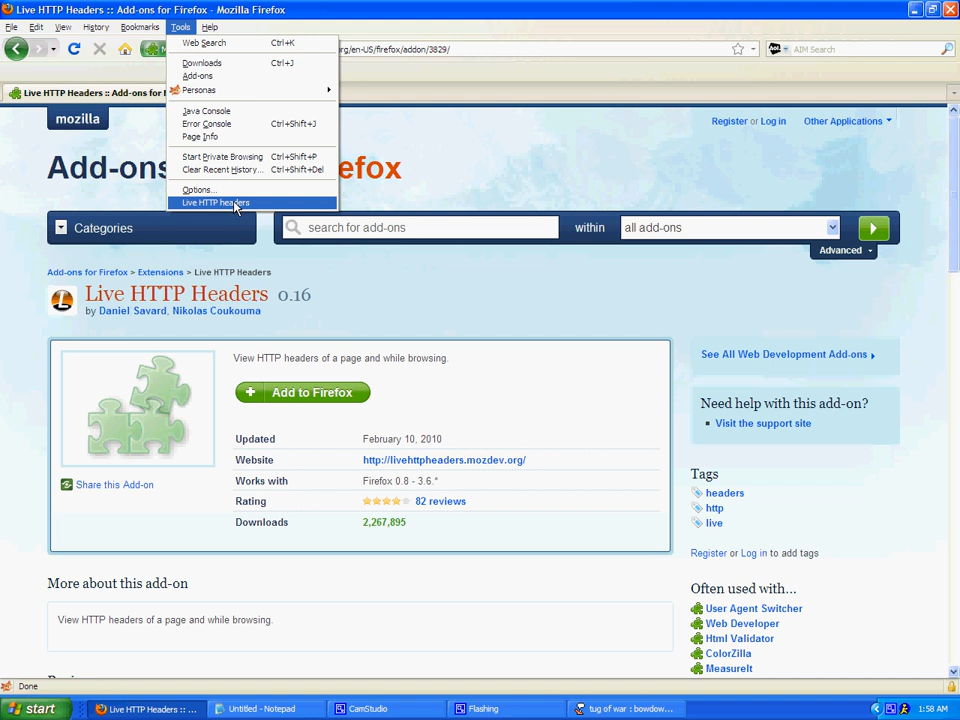 Live HTTP Headers :: Add-ons for Firefox - Mozilla Firefox
File Edit View History Bookmarks Tools Help
Web Search Ctrl+K
Downloads Ctrl+J
Add-ons
Personas
Java Console
Error Console Ctrl+Shift+J
Page Info
Start Private Browsing Ctrl+Shift+P
Clear Recent History... Ctrl+Shift+Del
Options...
Live HTTP headers
org/en-US/firefox/addon/3829/
AOL AIM Search
Live HTTP Headers :: Add-ons for
mozilla
Register or Log in Other Applications
Add-ons efox
Categories
search for add-ons within all add-ons
Advanced
Add-ons for Firefox > Extensions > Live HTTP Headers
Live HTTP Headers 0.16
by Daniel Savard, Nikolas Coukouma
View HTTP headers of a page and while browsing.
Add to Firefox
Updated February 10, 2010
Website http://livehttpheaders.mozdev.org/
Works with Firefox 0.8 - 3.6.*
Rating 82 reviews
Downloads 2,267,895
Share this Add-on
See All Web Development Add-ons
Need help with this add-on?
Visit the support site
Tags
headers
http
live
Register or Log in to add tags
More about this add-on
View HTTP headers of a page and while browsing.
Often used with...
User Agent Switcher
Web Developer
Html Validator
ColorZilla
MeasureIt
Done
start
Live HTTP Headers :: ...
Untitled - Notepad
CamStudio
Flashing
tug of war : bowdow...
1:58 AM